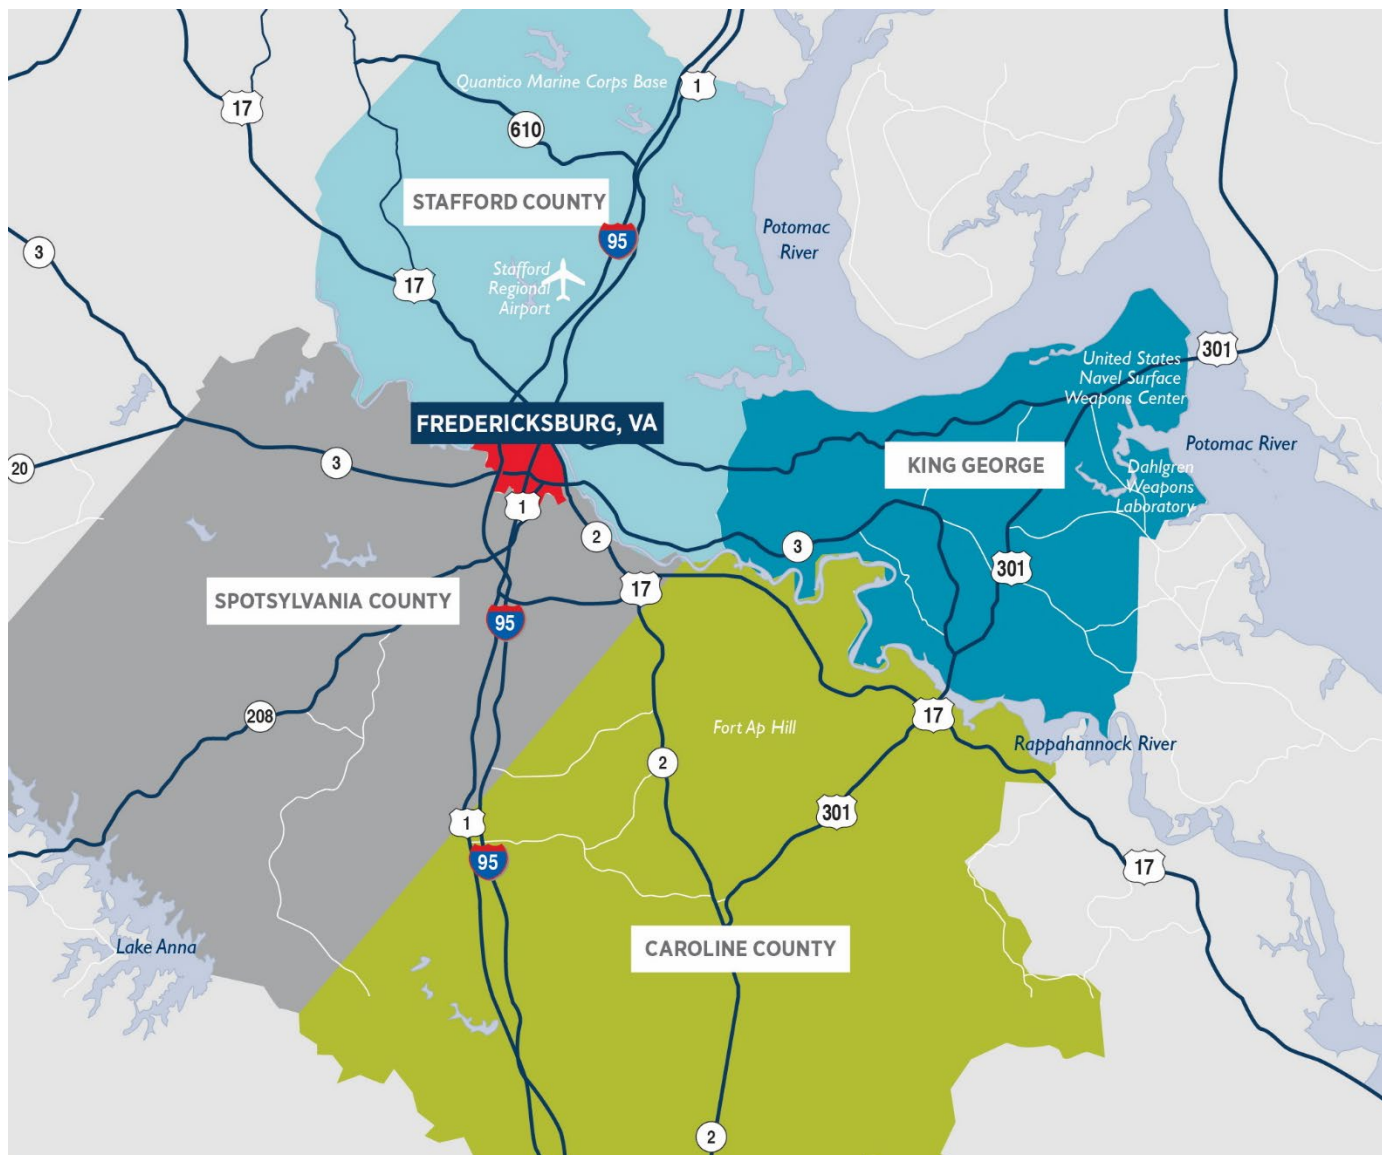 1
Quantico Marine Corps Base
17
610
STAFFORD COUNTY
Potomac
River
95
3
Stafford
Regional
Airport
17
301
United States
Navel Surface
Weapons Center
FREDERICKSBURG, VA
Potomac River
20
3
KING GEORGE
Dahlgren
Weapons
Laboratory
1
2
3
301
17
SPOTSYLVANIA COUNTY
95
208
17
Fort Ap Hill
Rappahannock River
2
301
1
95
17
Lake Anna
CAROLINE COUNTY
2